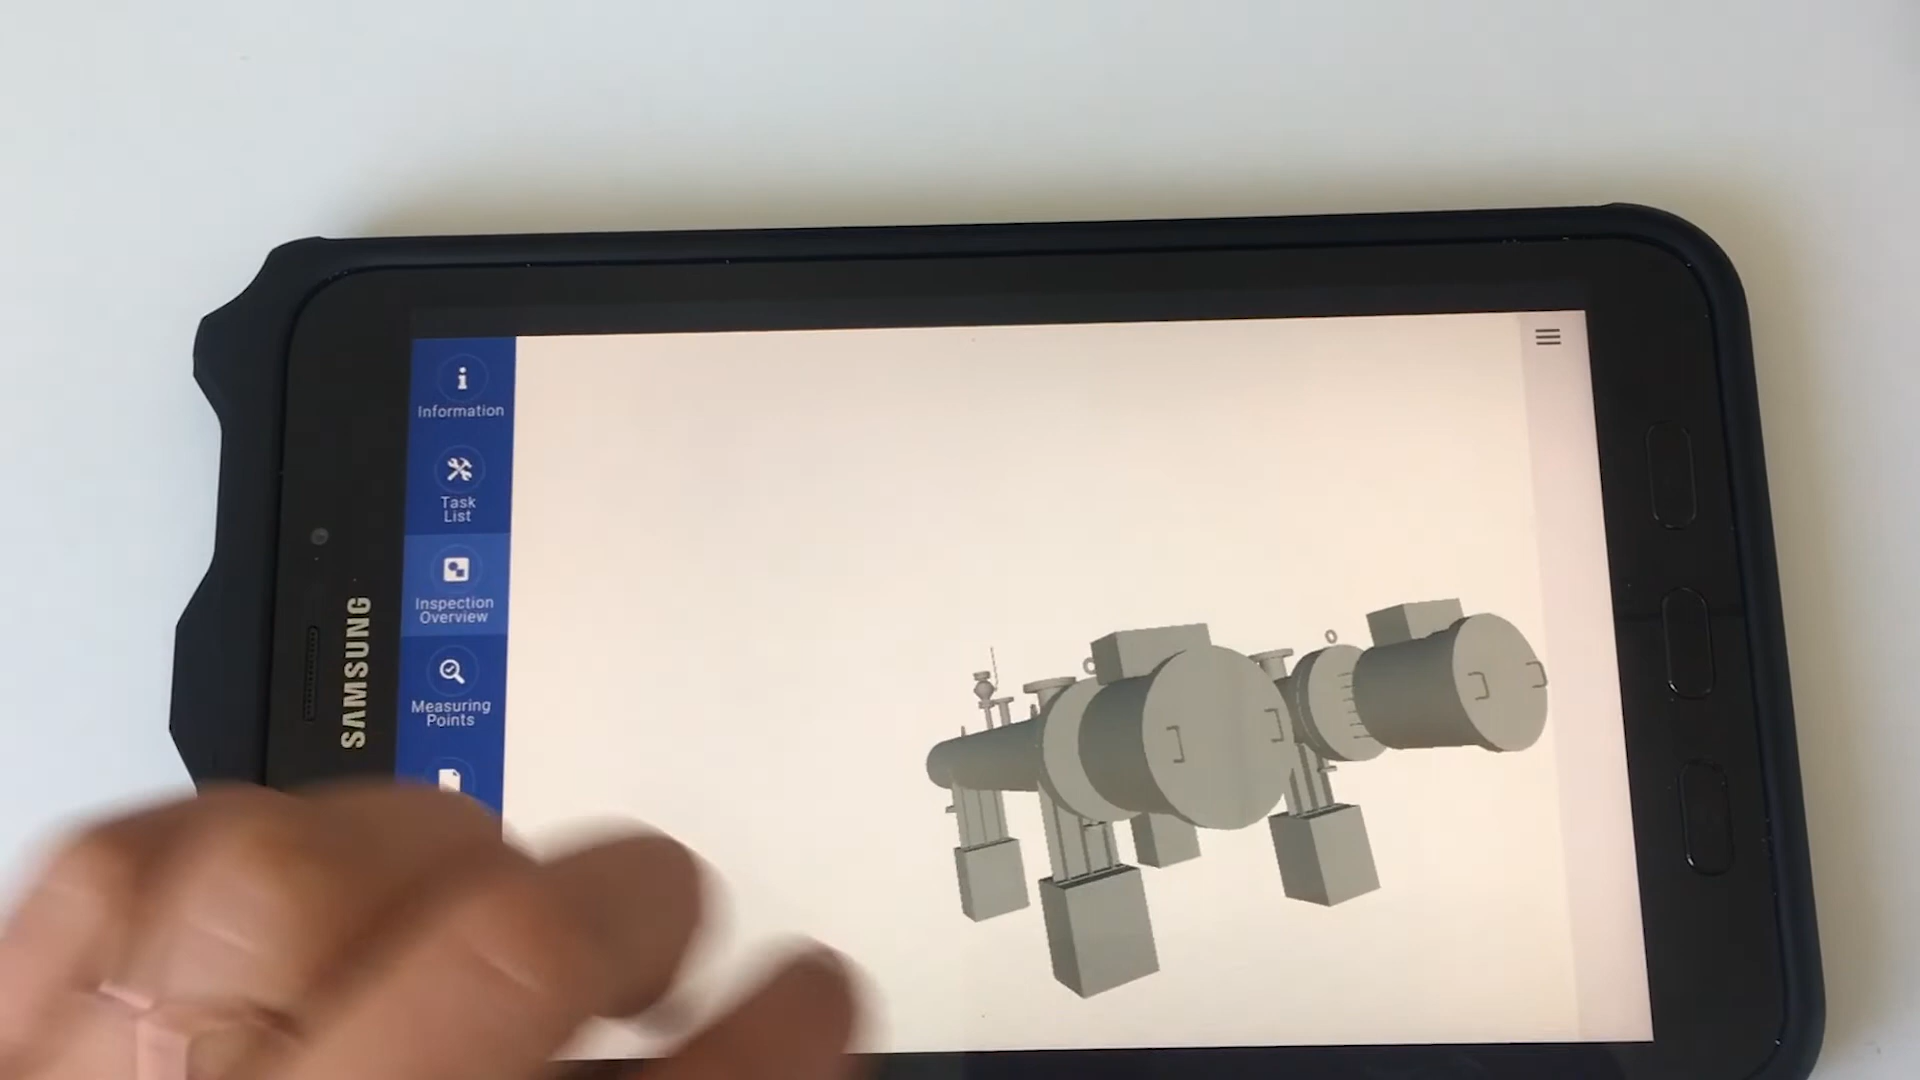 SAMSUNG
Information
Task
List
Inspection
Overview
Measuring
Points